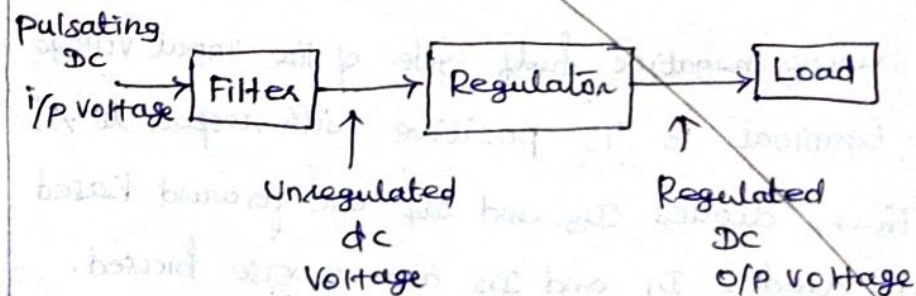 Pulsating
DC
i/p voltage
Filter
Regulator
Load
Unregulated
dc
Voltage
Regulated
DC
O/p voltage